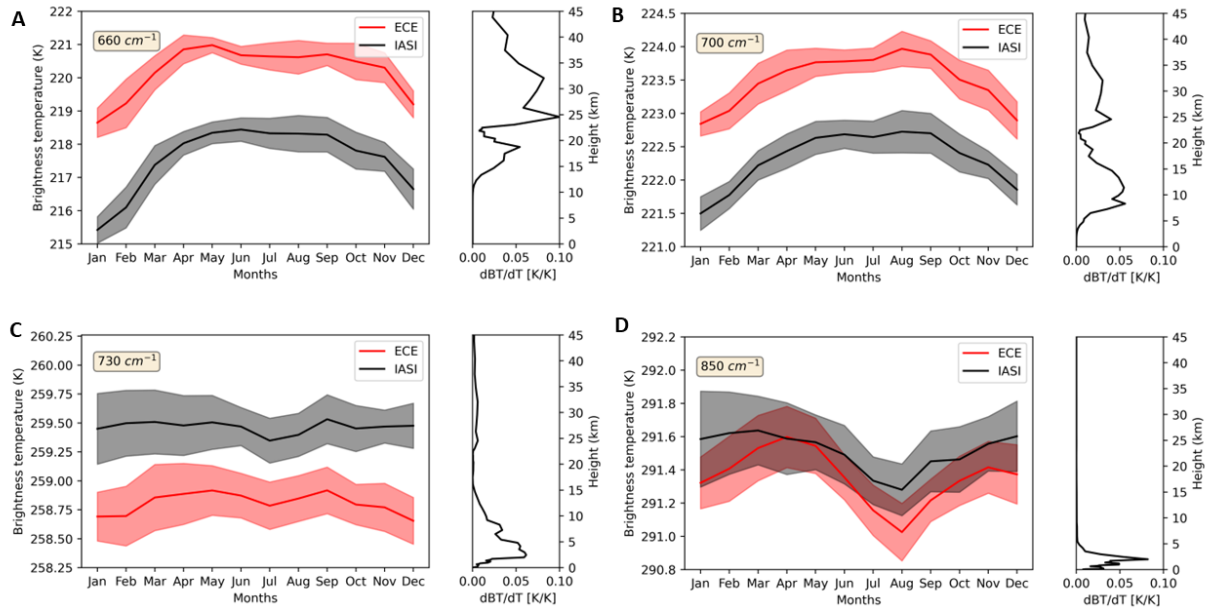 A
660 cm⁻¹
ECE
IASI
Brightness temperature (K)
222
221
220
219
218
217
216
215
Jan Feb Mar Apr May Jun Jul Aug Sep Oct Nov Dec
Months
45
40
35
30
25
20
15
10
5
0
Height (km)
0.00 0.05 0.10
dBT/dT [K/K]
B
700 cm⁻¹
ECE
IASI
Brightness temperature (K)
224.5
224.0
223.5
223.0
222.5
222.0
221.5
221.0
Jan Feb Mar Apr May Jun Jul Aug Sep Oct Nov Dec
Months
45
40
35
30
25
20
15
10
5
0
Height (km)
0.00 0.05 0.10
dBT/dT [K/K]
C
730 cm⁻¹
ECE
IASI
Brightness temperature (K)
260.25
260.00
259.75
259.50
259.25
259.00
258.75
258.50
258.25
Jan Feb Mar Apr May Jun Jul Aug Sep Oct Nov Dec
Months
45
40
35
30
25
20
15
10
5
0
Height (km)
0.00 0.05 0.10
dBT/dT [K/K]
D
850 cm⁻¹
ECE
IASI
Brightness temperature (K)
292.2
292.0
291.8
291.6
291.4
291.2
291.0
290.8
Jan Feb Mar Apr May Jun Jul Aug Sep Oct Nov Dec
Months
45
40
35
30
25
20
15
10
5
0
Height (km)
0.00 0.05 0.10
dBT/dT [K/K]